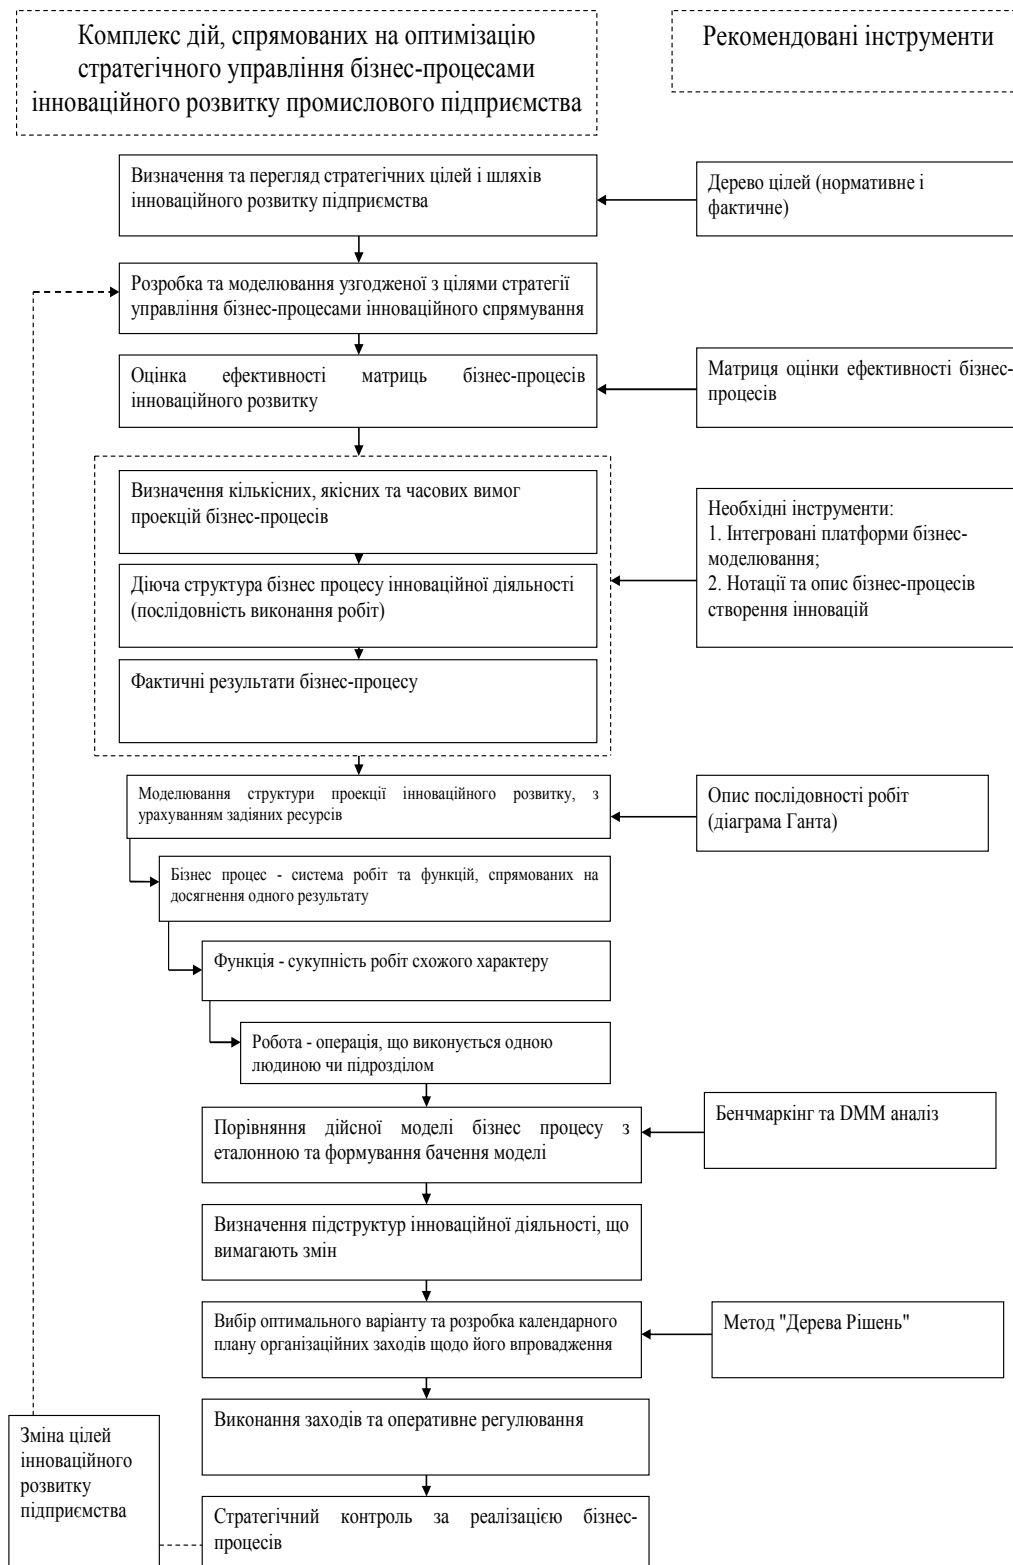 Комплекс дій, спрямованих на оптимізацію
стратегічного управління бізнес-процесами
інноваційного розвитку промислового підприємства
Рекомендовані інструменти
Визначення та перегляд стратегічних цілей і шляхів
інноваційного розвитку підприємства
Дерево цілей (нормативне і
фактичне)
Розробка та моделювання узгодженої з цілями стратегії
управління бізнес-процесами інноваційного спрямування
Оцінка ефективності матриць бізнес-процесів
інноваційного розвитку
Матриця оцінки ефективності бізнес-
процесів
Визначення кількісних, якісних та часових вимог
проекцій бізнес-процесів
Діюча структура бізнес процесу інноваційної діяльності
(послідовність виконання робіт)
Фактичні результати бізнес-процесу
Необхідні інструменти:
1. Інтегровані платформи бізнес-
моделювання;
2. Нотації та опис бізнес-процесів
створення інновацій
Моделювання структури проекції інноваційного розвитку, з
урахуванням задіяних ресурсів
Опис послідовності робіт
(діаграма Ганта)
Бізнес процес - система робіт та функцій, спрямованих на
досягнення одного результату
Функція - сукупність робіт схожого характеру
Робота - операція, що виконується одною
людиною чи підрозділом
Порівняння дійсної моделі бізнес процесу з
еталонною та формування бачення моделі
Бенчмаркінг та DMM аналіз
Визначення підструктур інноваційної діяльності, що
вимагають змін
Вибір оптимального варіанту та розробка календарного
плану організаційних заходів щодо його впровадження
Метод "Дерева Рішень"
Виконання заходів та оперативне регулювання
Зміна цілей
інноваційного
розвитку
підприємства
Стратегічний контроль за реалізацією бізнес-
процесів